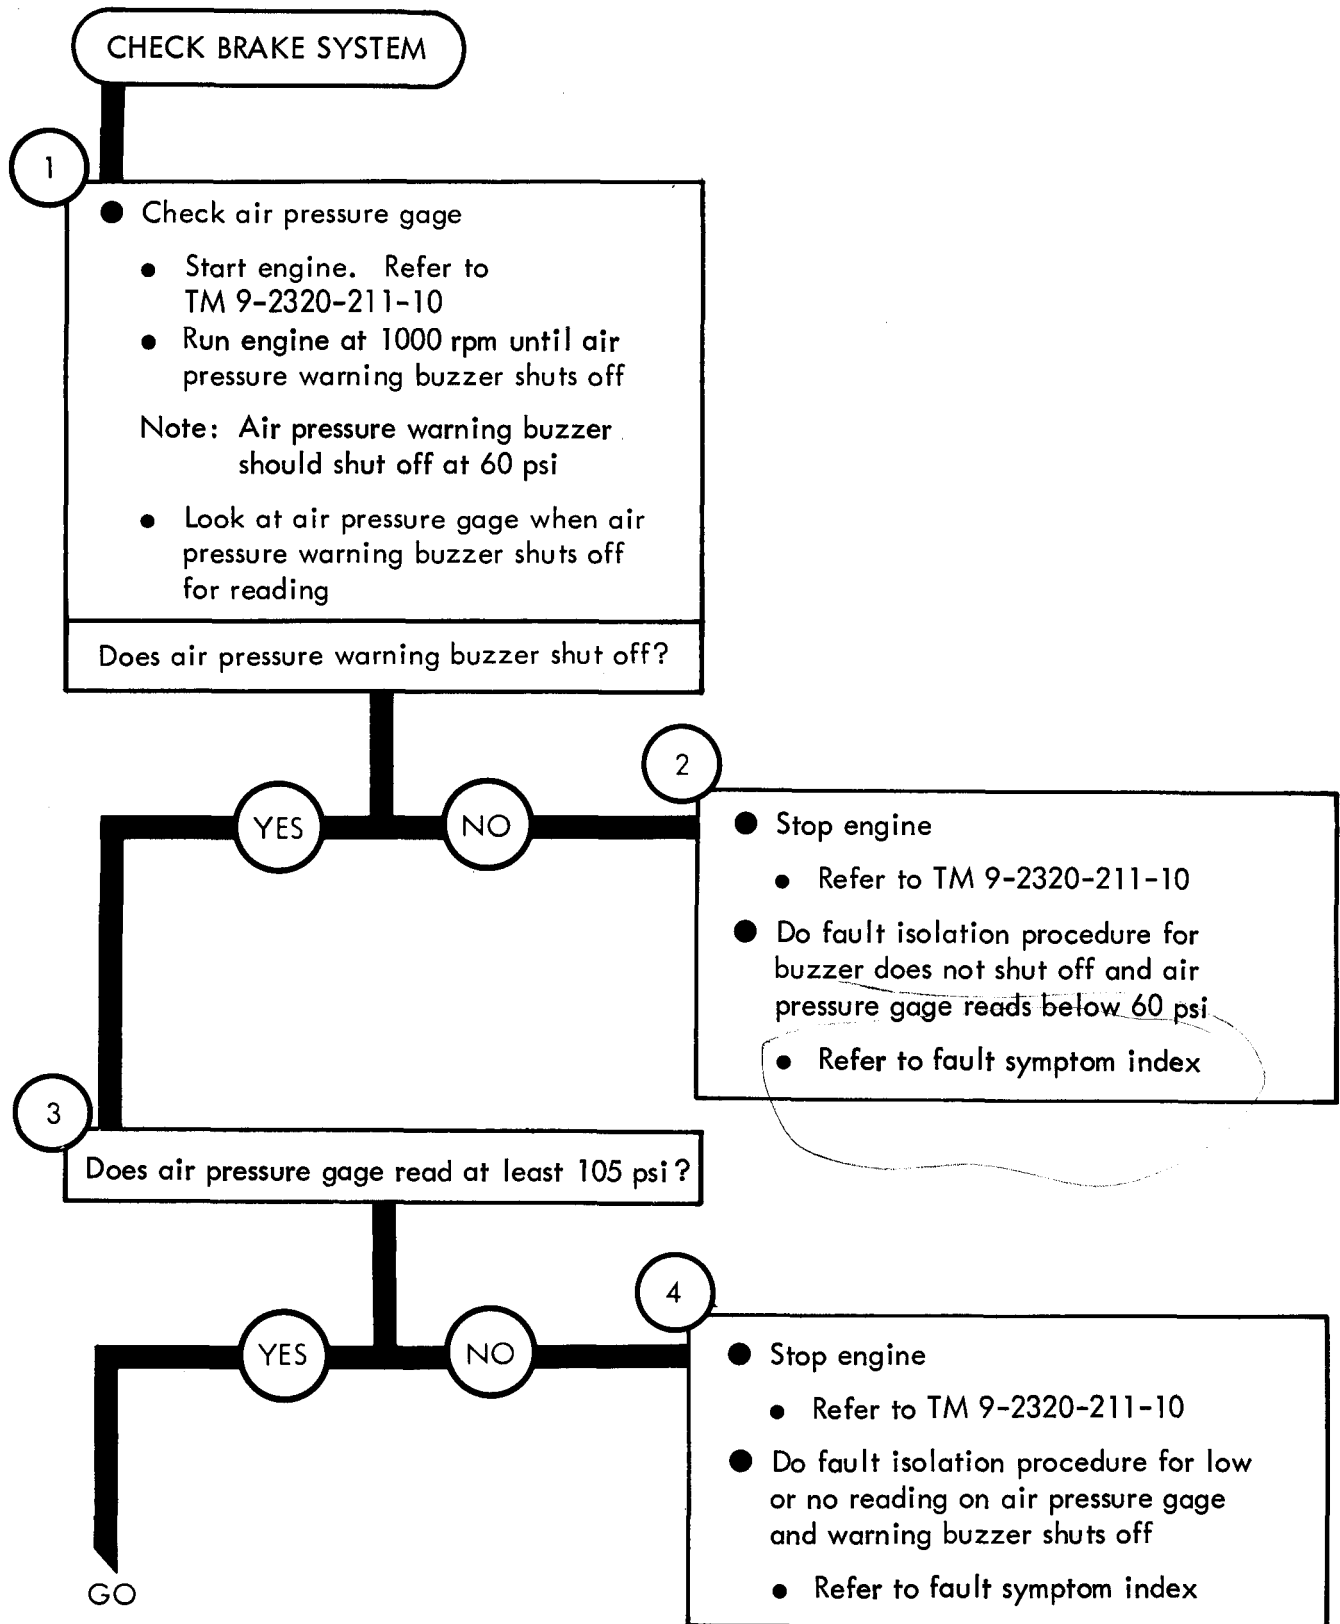 CHECK BRAKE SYSTEM
1
● Check air pressure gage
● Start engine. Refer to
TM 9-2320-211-10
● Run engine at 1000 rpm until air
pressure warning buzzer shuts off
Note: Air pressure warning buzzer
should shut off at 60 psi
● Look at air pressure gage when air
pressure warning buzzer shuts off
for reading
Does air pressure warning buzzer shut off?
YES
NO
2
● Stop engine
● Refer to TM 9-2320-211-10
● Do fault isolation procedure for
buzzer does not shut off and air
pressure gage reads below 60 psi
● Refer to fault symptom index
3
Does air pressure gage read at least 105 psi?
YES
NO
4
● Stop engine
● Refer to TM 9-2320-211-10
● Do fault isolation procedure for low
or no reading on air pressure gage
and warning buzzer shuts off
● Refer to fault symptom index
GO